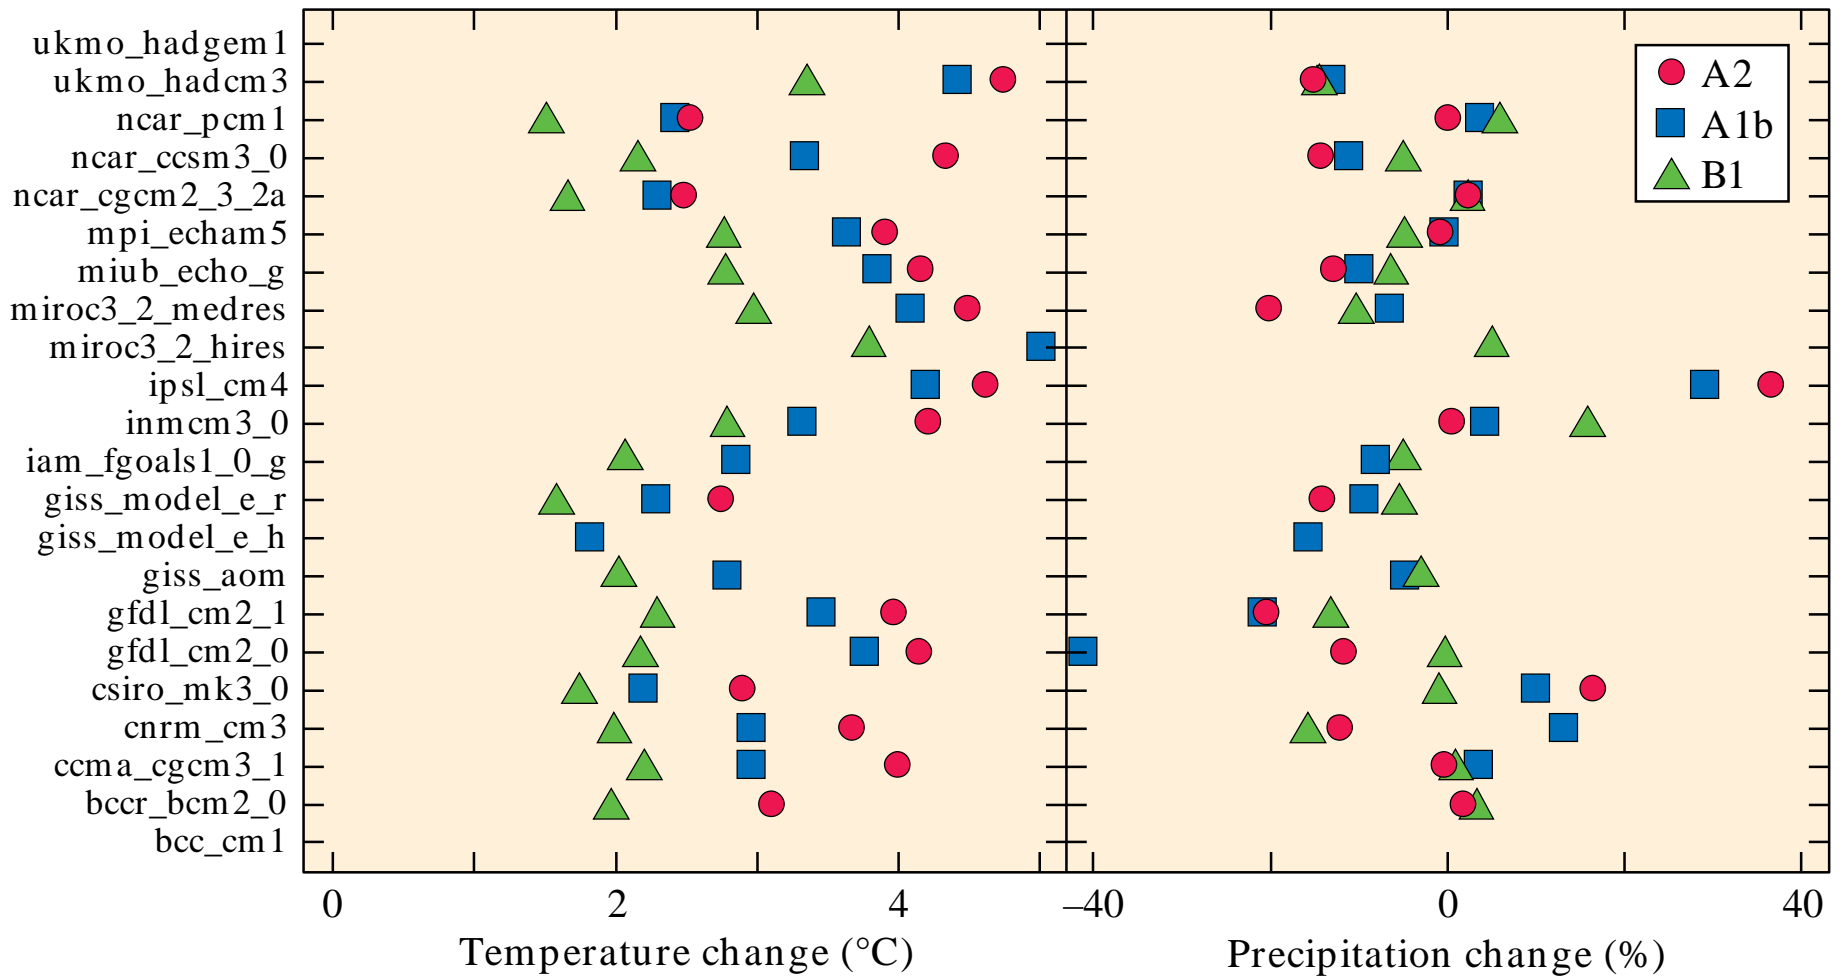 ukmo_hadgem1
ukmo_hadcm3
ncar_pcm1
ncar_ccsm3_0
ncar_cgcm2_3_2a
mpi_echam5
miub_echo_g
miroc3_2_medres
miroc3_2_hires
ipsl_cm4
inmcm3_0
iam_fgoals1_0_g
giss_model_e_r
giss_model_e_h
giss_aom
gfdl_cm2_1
gfdl_cm2_0
csiro_mk3_0
cnrm_cm3
ccma_cgcm3_1
bccr_bcm2_0
bcc_cm1
A2
A1b
B1
0 2 4 –40 0 40
Temperature change (°C) Precipitation change (%)